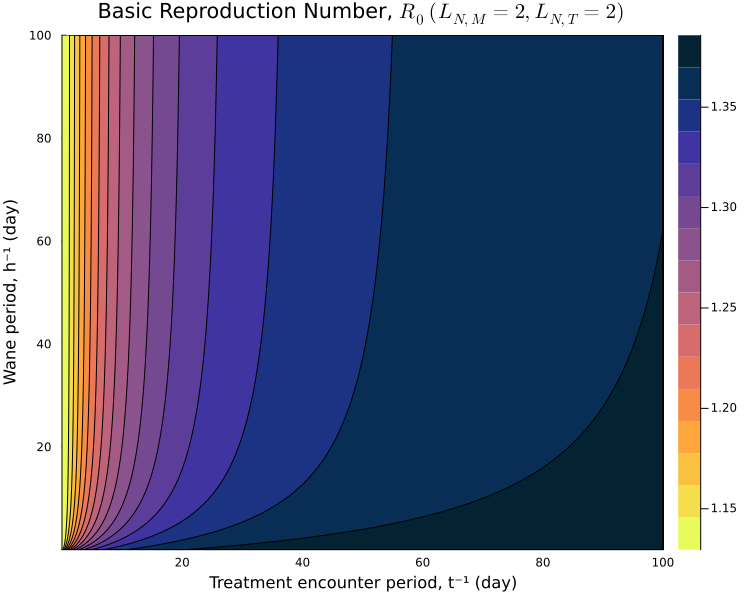 Basic Reproduction Number, R₀ (L_{N,M} = 2, L_{N,T} = 2)
100
80
60
40
20
Wane period, h⁻¹ (day)
20 40 60 80 100
Treatment encounter period, t⁻¹ (day)
1.35
1.30
1.25
1.20
1.15